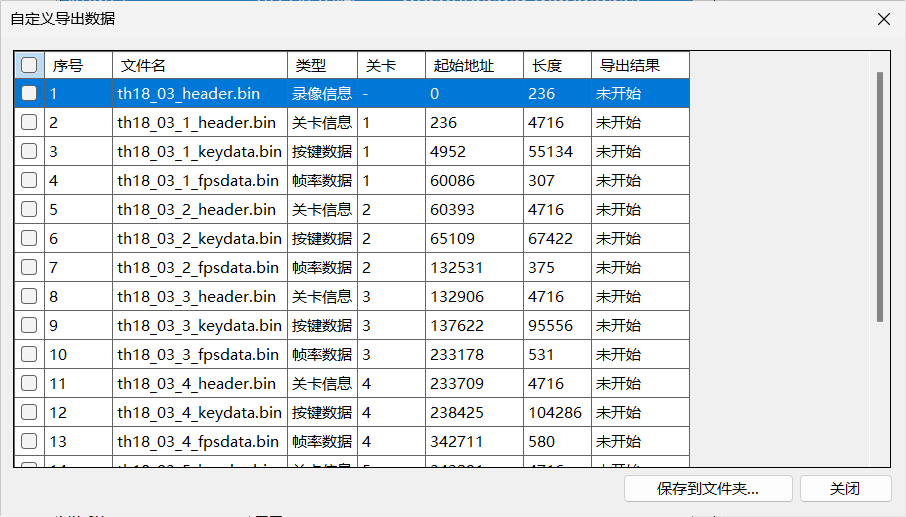 自定义导出数据
序号 文件名 类型 关卡 起始地址 长度 导出结果
1 th18_03_header.bin 录像信息 - 0 236 未开始
2 th18_03_1_header.bin 关卡信息 1 236 4716 未开始
3 th18_03_1_keydata.bin 按键数据 1 4952 55134 未开始
4 th18_03_1_fpsdata.bin 帧率数据 1 60086 307 未开始
5 th18_03_2_header.bin 关卡信息 2 60393 4716 未开始
6 th18_03_2_keydata.bin 按键数据 2 65109 67422 未开始
7 th18_03_2_fpsdata.bin 帧率数据 2 132531 375 未开始
8 th18_03_3_header.bin 关卡信息 3 132906 4716 未开始
9 th18_03_3_keydata.bin 按键数据 3 137622 95556 未开始
10 th18_03_3_fpsdata.bin 帧率数据 3 233178 531 未开始
11 th18_03_4_header.bin 关卡信息 4 233709 4716 未开始
12 th18_03_4_keydata.bin 按键数据 4 238425 104286 未开始
13 th18_03_4_fpsdata.bin 帧率数据 4 342711 580 未开始
保存到文件夹... 关闭